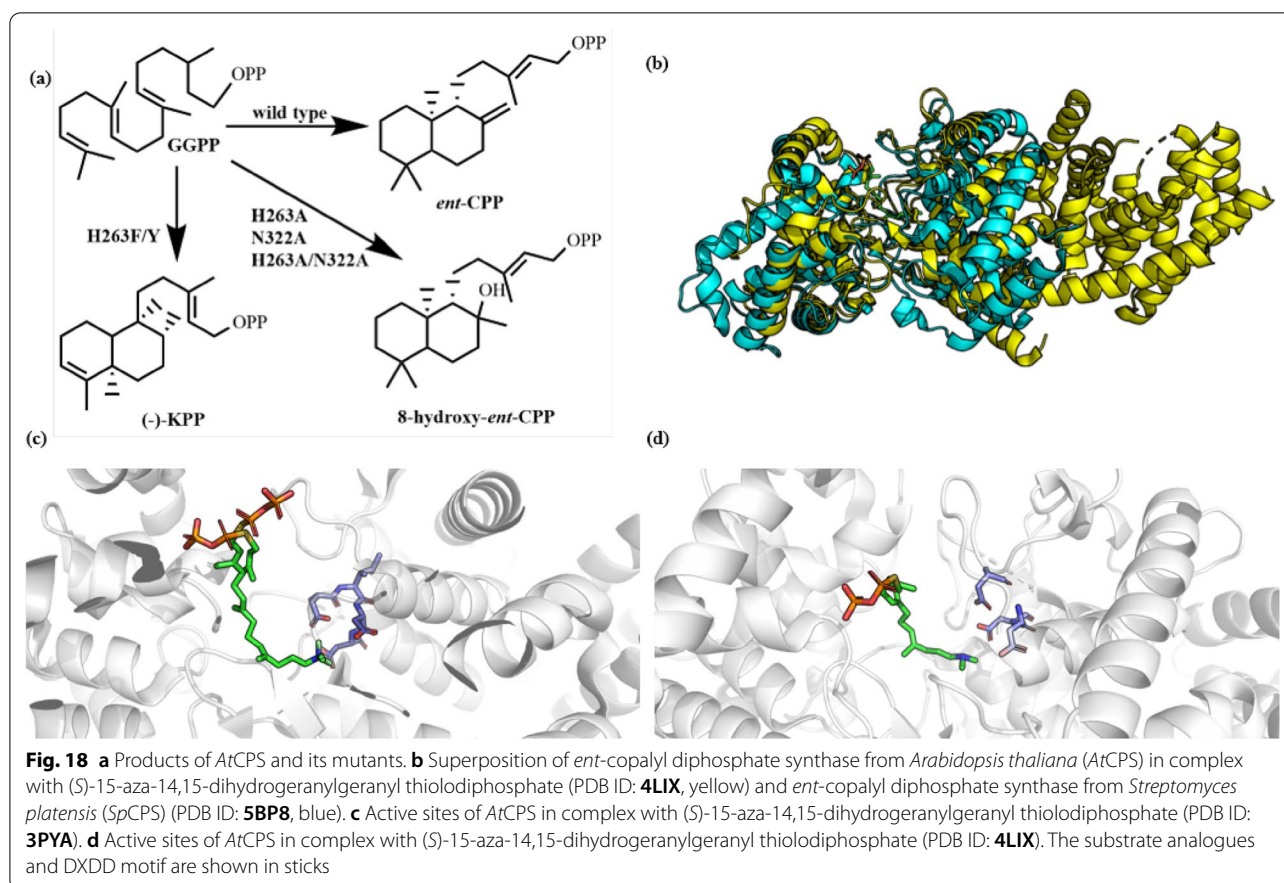 (a)
OPP
GGPP
wild type
OPP
ent-CPP
H263F/Y
H263A
N322A
H263A/N322A
OPP
(-)-KPP
OPP
OH
8-hydroxy-ent-CPP
(b)
(c)
(d)
Fig. 18 a Products of AtCPS and its mutants. b Superposition of ent-copalyl diphosphate synthase from Arabidopsis thaliana (AtCPS) in complex
with (S)-15-aza-14,15-dihydrogeranylgeranyl thiolodiphosphate (PDB ID: 4LIX, yellow) and ent-copalyl diphosphate synthase from Streptomyces
platensis (SpCPS) (PDB ID: 5BP8, blue). c Active sites of AtCPS in complex with (S)-15-aza-14,15-dihydrogeranylgeranyl thiolodiphosphate (PDB ID:
3PYA). d Active sites of AtCPS in complex with (S)-15-aza-14,15-dihydrogeranylgeranyl thiolodiphosphate (PDB ID: 4LIX). The substrate analogues
and DXDD motif are shown in sticks